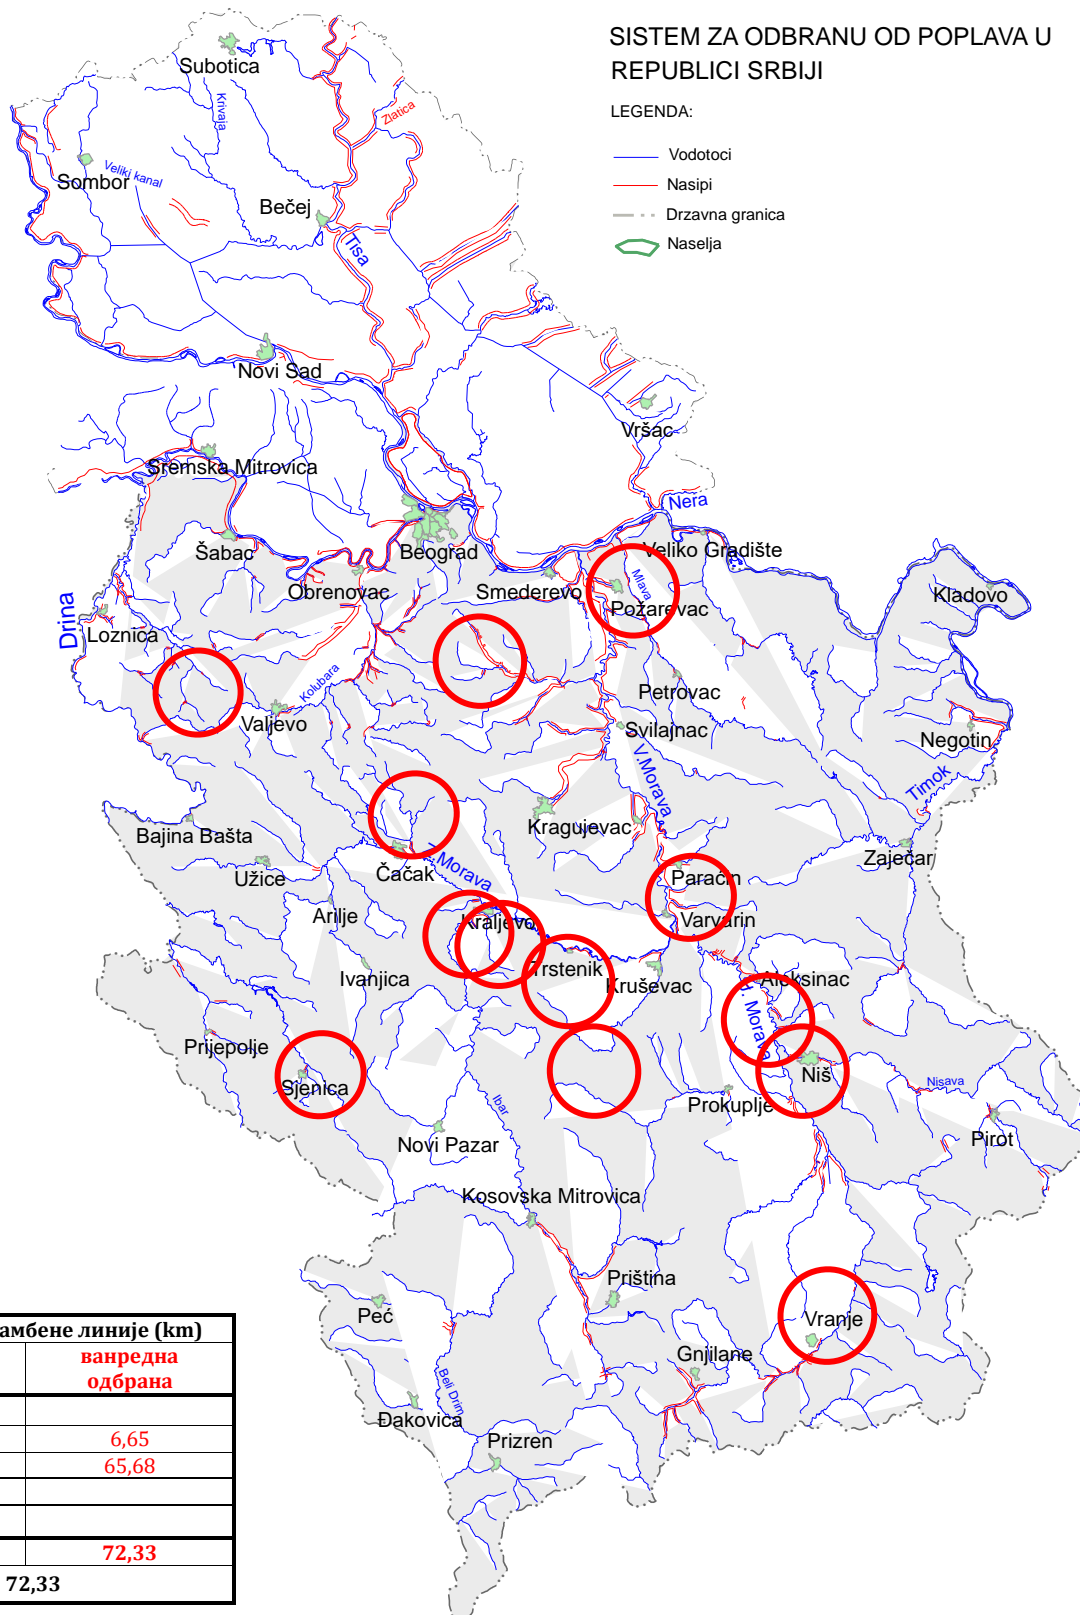 SISTEM ZA ODBRANU OD POPLAVA U
REPUBLICI SRBIJI
LEGENDA:
Vodotoci
Nasipi
Drzavna granica
Naselja
Subotica
Krivaja
Zlatica
Sombor
Veliki kanal
Bečej
Tisa
Novi Sad
Vršac
Sremska Mitrovica
Nera
Šabac
Beograd
Veliko Gradište
Obrenovac
Smederevo
Mlava
Požarevac
Kladovo
Drina
Loznica
Kolubara
Valjevo
Petrovac
Svilajnac
Negotin
V.Morava
Timok
Bajina Bašta
Kragujevac
Zaječar
Užice
Čačak
Z.Morava
Paraćin
Arilje
Kraljevo
Varvarin
Ivanjica
Trstenik
Kruševac
Aleksinac
J. Morava
Prijepolje
Sjenica
Niš
Nisava
Ibar
Prokuplje
Pirot
Novi Pazar
Kosovska Mitrovica
Priština
Peć
Vranje
Gnjilane
Beli Drim
Đakovica
Prizren
амбене линије (km)
ванредна
одбрана
6,65
65,68
72,33
72,33